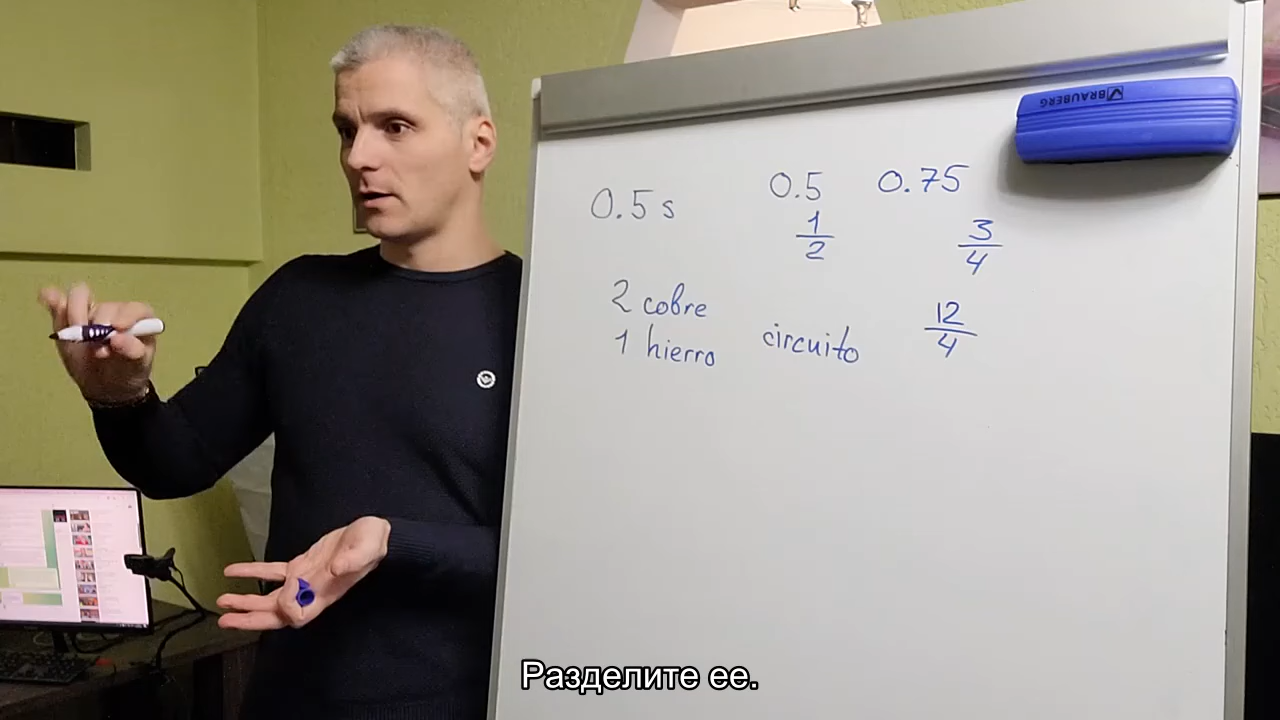 BRAUBERG
0.5 s
0.5
1/2
0.75
3/4
2 cobre
1 hierro
circuito
12/4
Разделите ее.